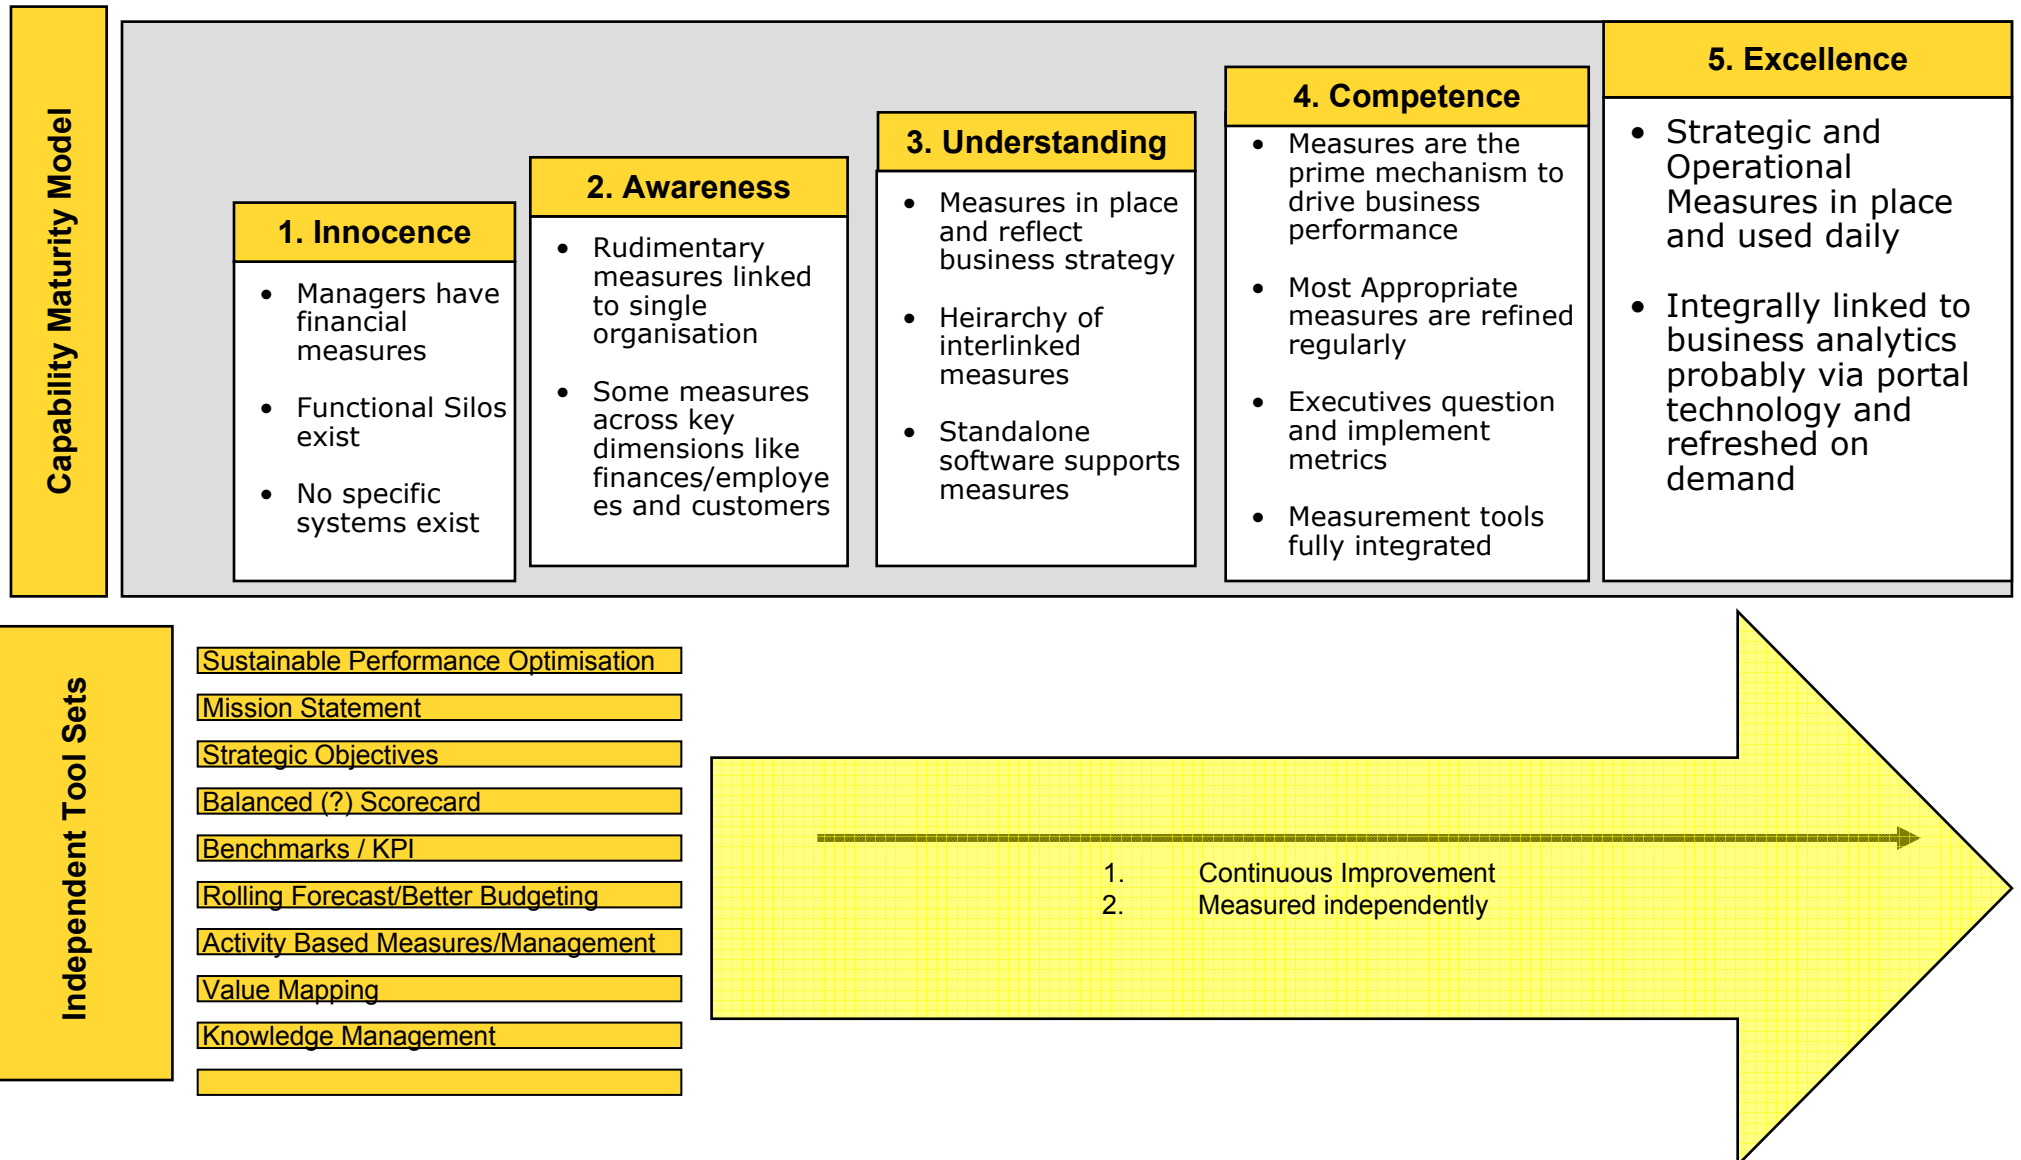 Capability Maturity Model
1. Innocence
• Managers have
financial
measures
• Functional Silos
exist
• No specific
systems exist
2. Awareness
• Rudimentary
measures linked
to single
organisation
• Some measures
across key
dimensions like
finances/employe
es and customers
3. Understanding
• Measures in place
and reflect
business strategy
• Heirarchy of
interlinked
measures
• Standalone
software supports
measures
4. Competence
• Measures are the
prime mechanism to
drive business
performance
• Most Appropriate
measures are refined
regularly
• Executives question
and implement
metrics
• Measurement tools
fully integrated
5. Excellence
• Strategic and
Operational
Measures in place
and used daily
• Integrally linked to
business analytics
probably via portal
technology and
refreshed on
demand
Independent Tool Sets
Sustainable Performance Optimisation
Mission Statement
Strategic Objectives
Balanced (?) Scorecard
Benchmarks / KPI
Rolling Forecast/Better Budgeting
Activity Based Measures/Management
Value Mapping
Knowledge Management
1. Continuous Improvement
2. Measured independently